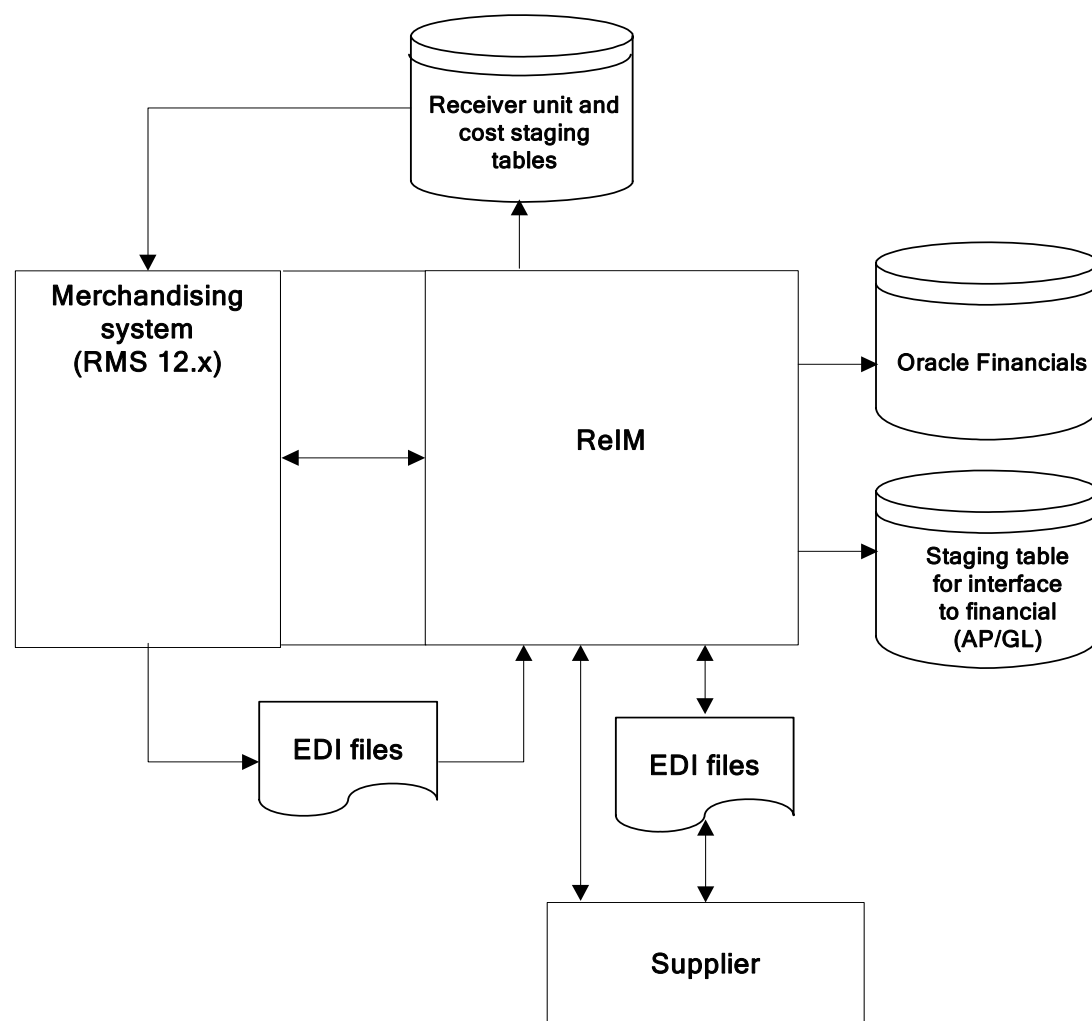 Receiver unit and
cost staging
tables
Merchandising
system
(RMS 12.x)
ReIM
Oracle Financials
Staging table
for interface
to financial
(AP/GL)
EDI files
EDI files
Supplier